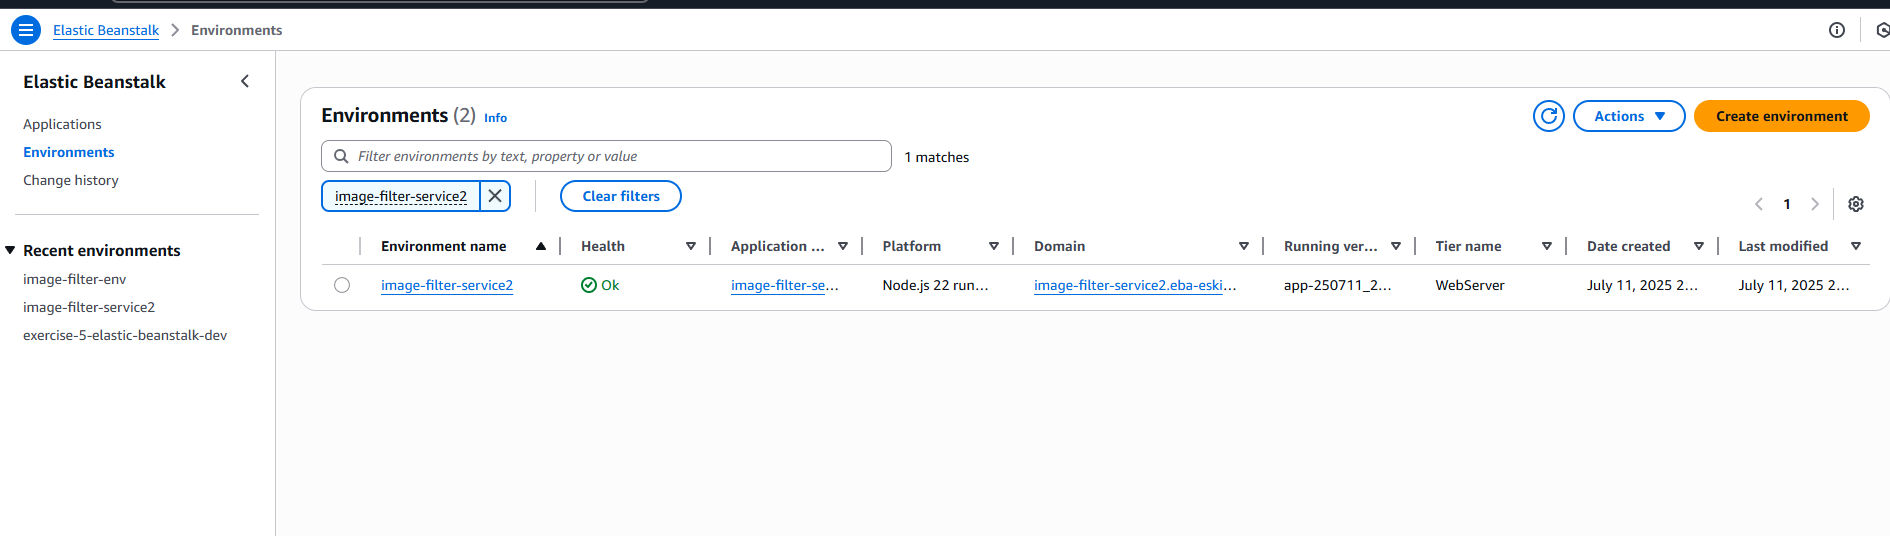 Elastic Beanstalk > Environments
Elastic Beanstalk
Applications
Environments
Change history
Recent environments
image-filter-env
image-filter-service2
exercise-5-elastic-beanstalk-dev
Environments (2) Info
Actions
Create environment
Filter environments by text, property or value
1 matches
image-filter-service2
Clear filters
1
Environment name Health Application ... Platform Domain Running ver... Tier name Date created Last modified
image-filter-service2 Ok image-filter-se... Node.js 22 run... image-filter-service2.eba-eski... app-250711_2... WebServer July 11, 2025 2... July 11, 2025 2...